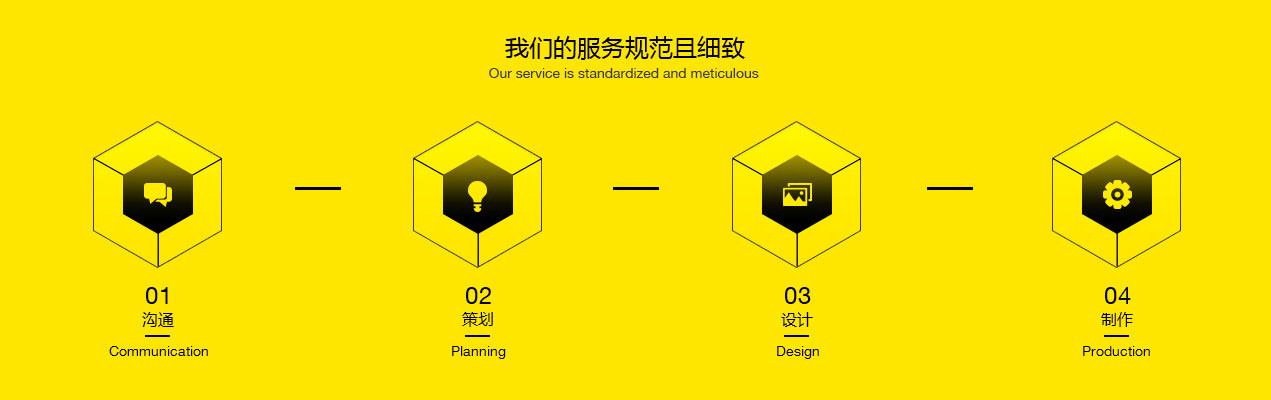 我们的服务规范且细致
Our service is standardized and meticulous
01
沟通
Communication
02
策划
Planning
03
设计
Design
04
制作
Production